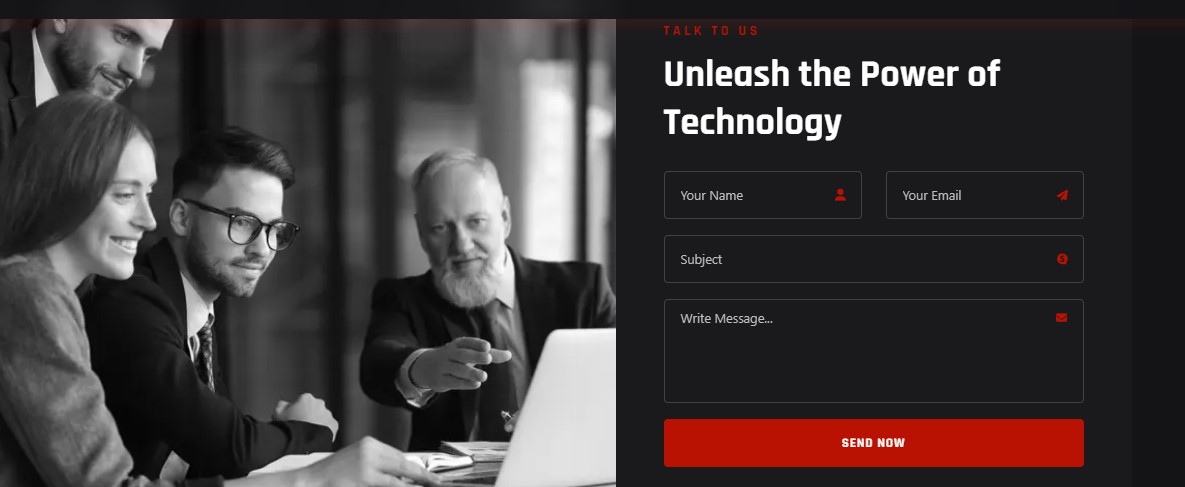 TALK TO US
Unleash the Power of
Technology
Your Name
Your Email
Subject
Write Message...
SEND NOW